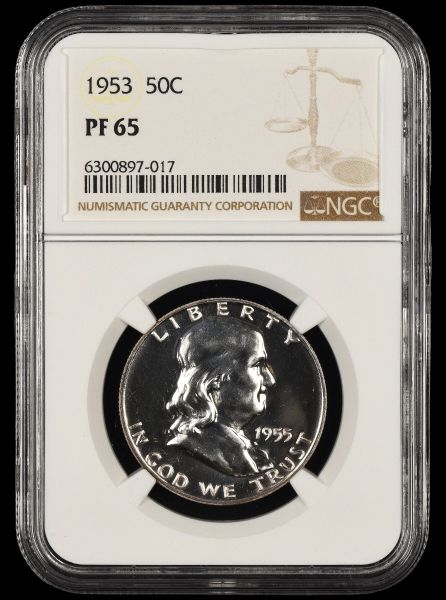 1953 50C
PF 65
6300897-017
NUMISMATIC GUARANTY CORPORATION
NGC®
LIBERTY
1955
IN GOD WE TRUST